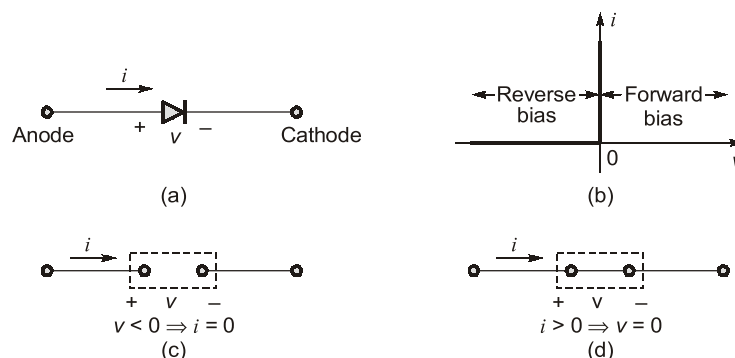 i
Anode
+ v –
Cathode
(a)
i
Reverse bias
Forward bias
0
v
(b)
i
+ v –
v < 0 ⇒ i = 0
(c)
i
+ v –
i > 0 ⇒ v = 0
(d)